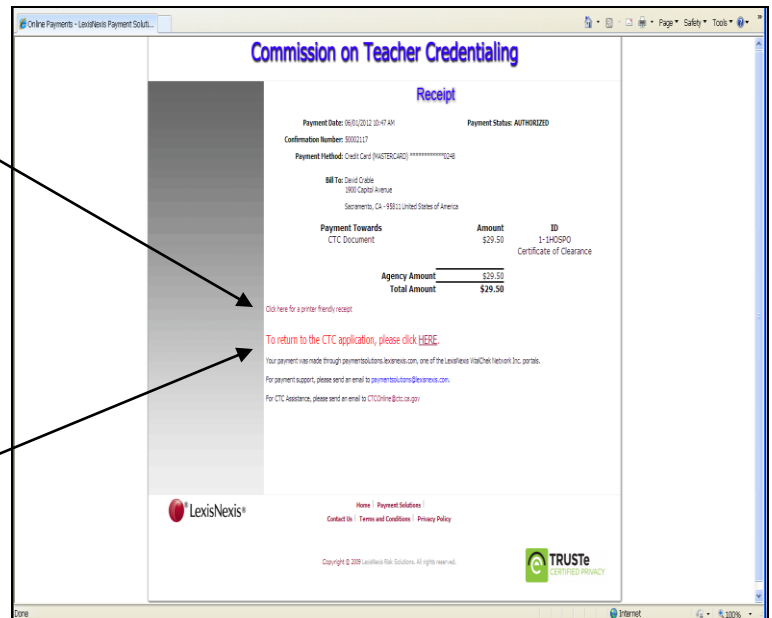 Online Payments - LexisNexis Payment Soluti...
Page Safety Tools
Commission on Teacher Credentialing
Receipt
Payment Date: 06/01/2012 10:47 AM Payment Status: AUTHORIZED
Confirmation Number: 50002117
Payment Method: Credit Card (MASTERCARD) ************0248
Bill To: David Crable
1900 Capital Avenue
Sacramento, CA - 95811 United States of America
Payment Towards Amount ID
CTC Document $29.50 1-1HOSPO
Certificate of Clearance
Agency Amount $29.50
Total Amount $29.50
Click here for a printer friendly receipt
To return to the CTC application, please click HERE.
Your payment was made through paymentsolutions.lexisnexis.com, one of the LexisNexis VitalChek Network Inc. portals.
For payment support, please send an email to paymentsolutions@lexisnexis.com.
For CTC Assistance, please send an email to CTCOnline@ctc.ca.gov
LexisNexis®
Home | Payment Solutions |
Contact Us | Terms and Conditions | Privacy Policy
Copyright © 2009 LexisNexis Risk Solutions. All rights reserved.
TRUSTe
CERTIFIED PRIVACY
Done Internet 100%